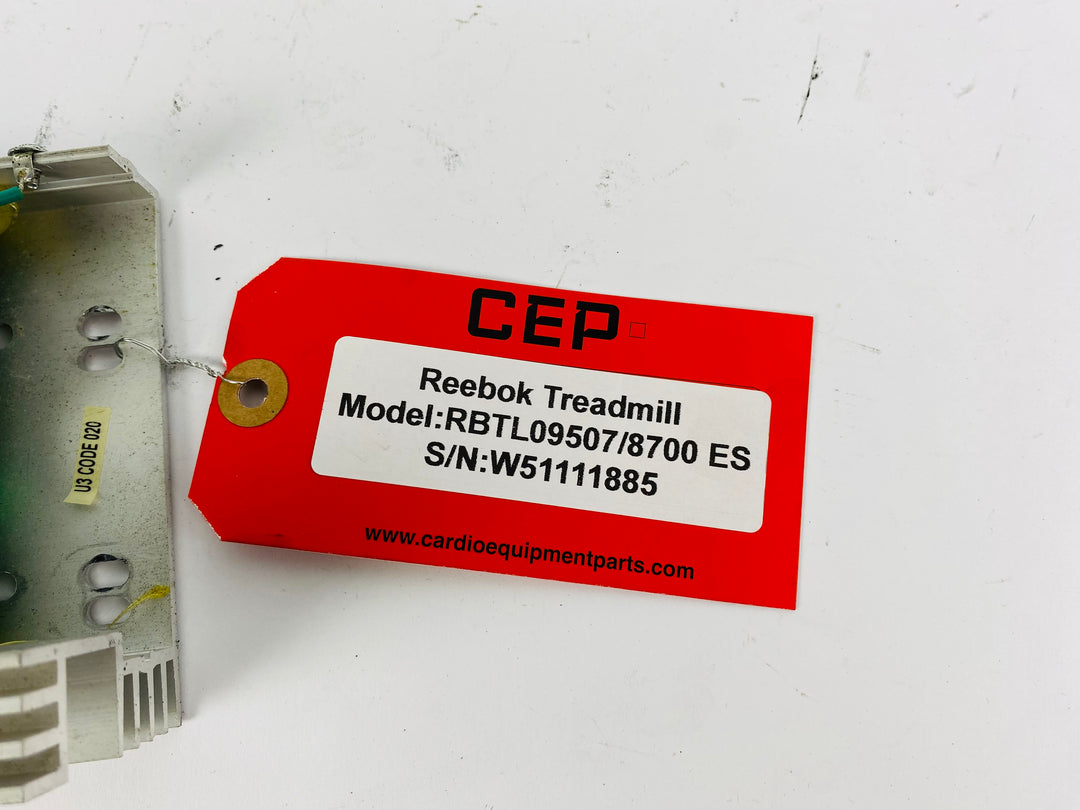 CEP
Reebok Treadmill
Model:RBTL09507/8700 ES
S/N:W51111885
www.cardioequipmentparts.com
U3 CODE 020